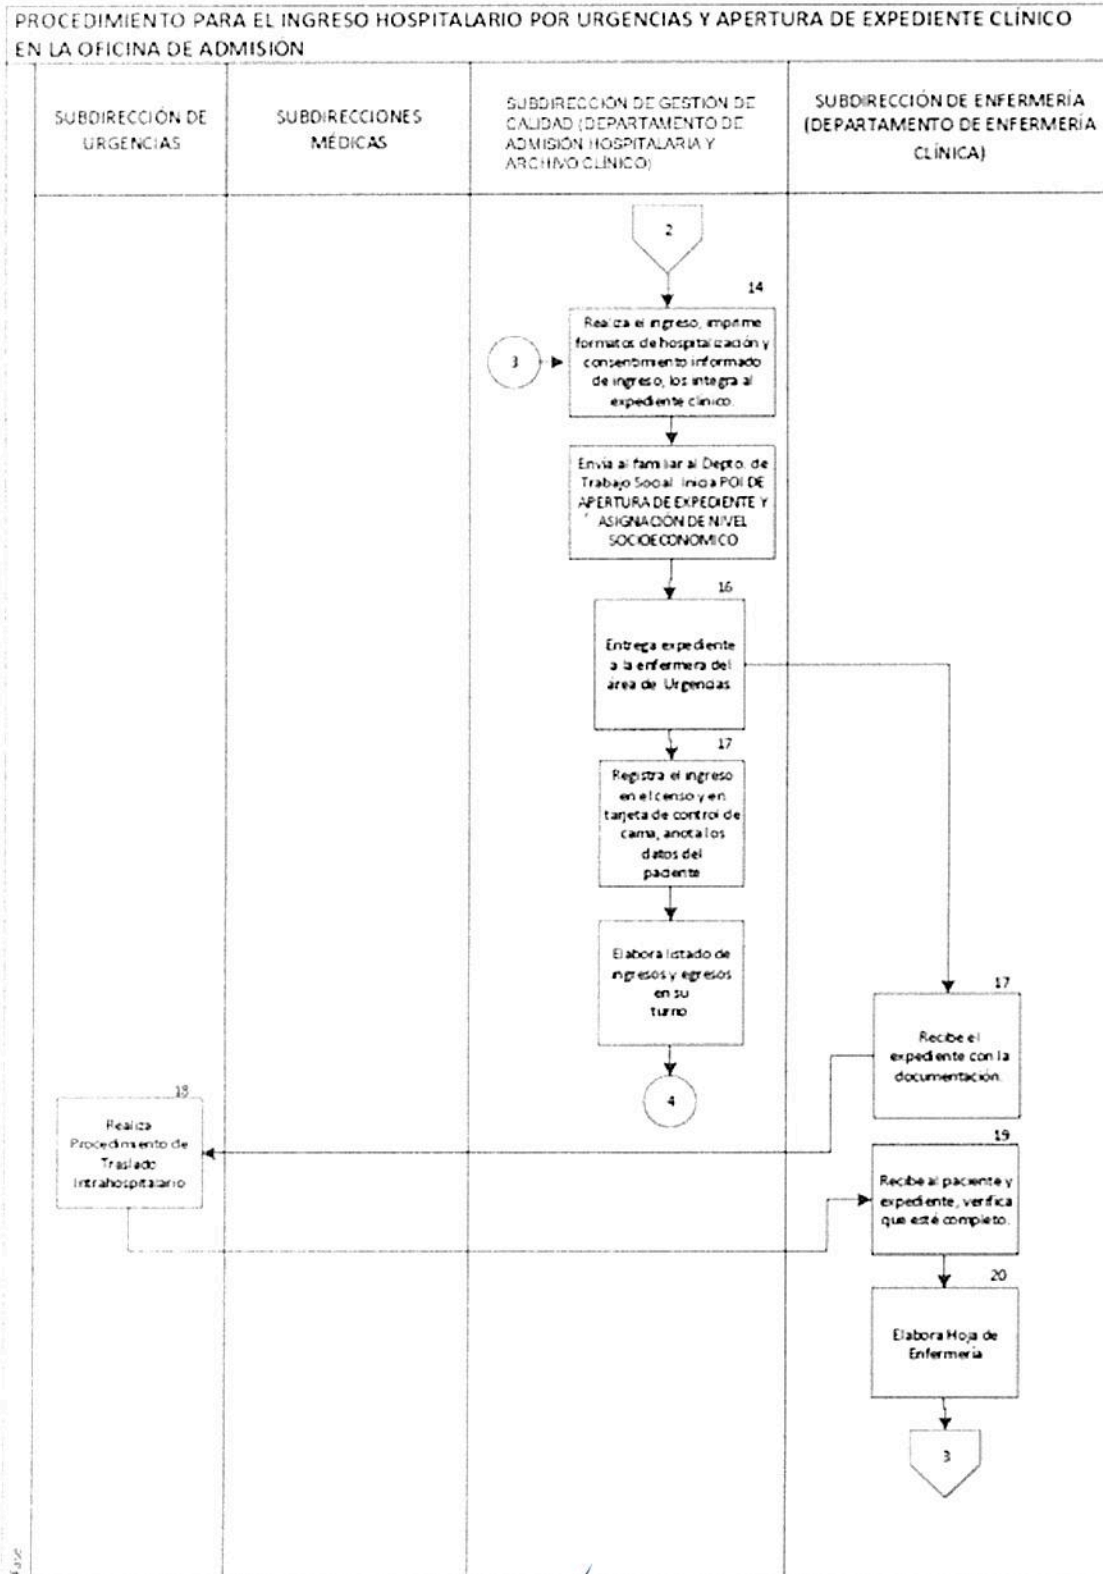 PROCEDIMIENTO PARA EL INGRESO HOSPITALARIO POR URGENCIAS Y APERTURA DE EXPEDIENTE CLÍNICO
EN LA OFICINA DE ADMISIÓN
SUBDIRECCIÓN DE
URGENCIAS
SUBDIRECCIONES
MÉDICAS
SUBDIRECCIÓN DE GESTIÓN DE
CALIDAD (DEPARTAMENTO DE
ADMISIÓN HOSPITALARIA Y
ARCHIVO CLÍNICO)
SUBDIRECCIÓN DE ENFERMERÍA
(DEPARTAMENTO DE ENFERMERÍA
CLÍNICA)
2
14
Realiza el ingreso, imprime
formatos de hospitalización y
consentimiento informado
de ingreso, los integra al
expediente clínico.
3
Envía al familiar al Depto. de
Trabajo Social. Inicia POI DE
APERTURA DE EXPEDIENTE Y
ASIGNACIÓN DE NIVEL
SOCIOECONOMICO
16
Entrega expediente
a la enfermera del
área de Urgencias
17
Registra el ingreso
en el censo y en
tarjeta de control de
cama, anota los
datos del
paciente
Elabora listado de
ingresos y egresos
en su
turno
4
17
Recibe el
expediente con la
documentación.
18
Realiza
Procedimiento de
Traslado
Intrahospitalario
19
Recibe al paciente y
expediente, verifica
que esté completo.
20
Elabora Hoja de
Enfermería
3
Fase